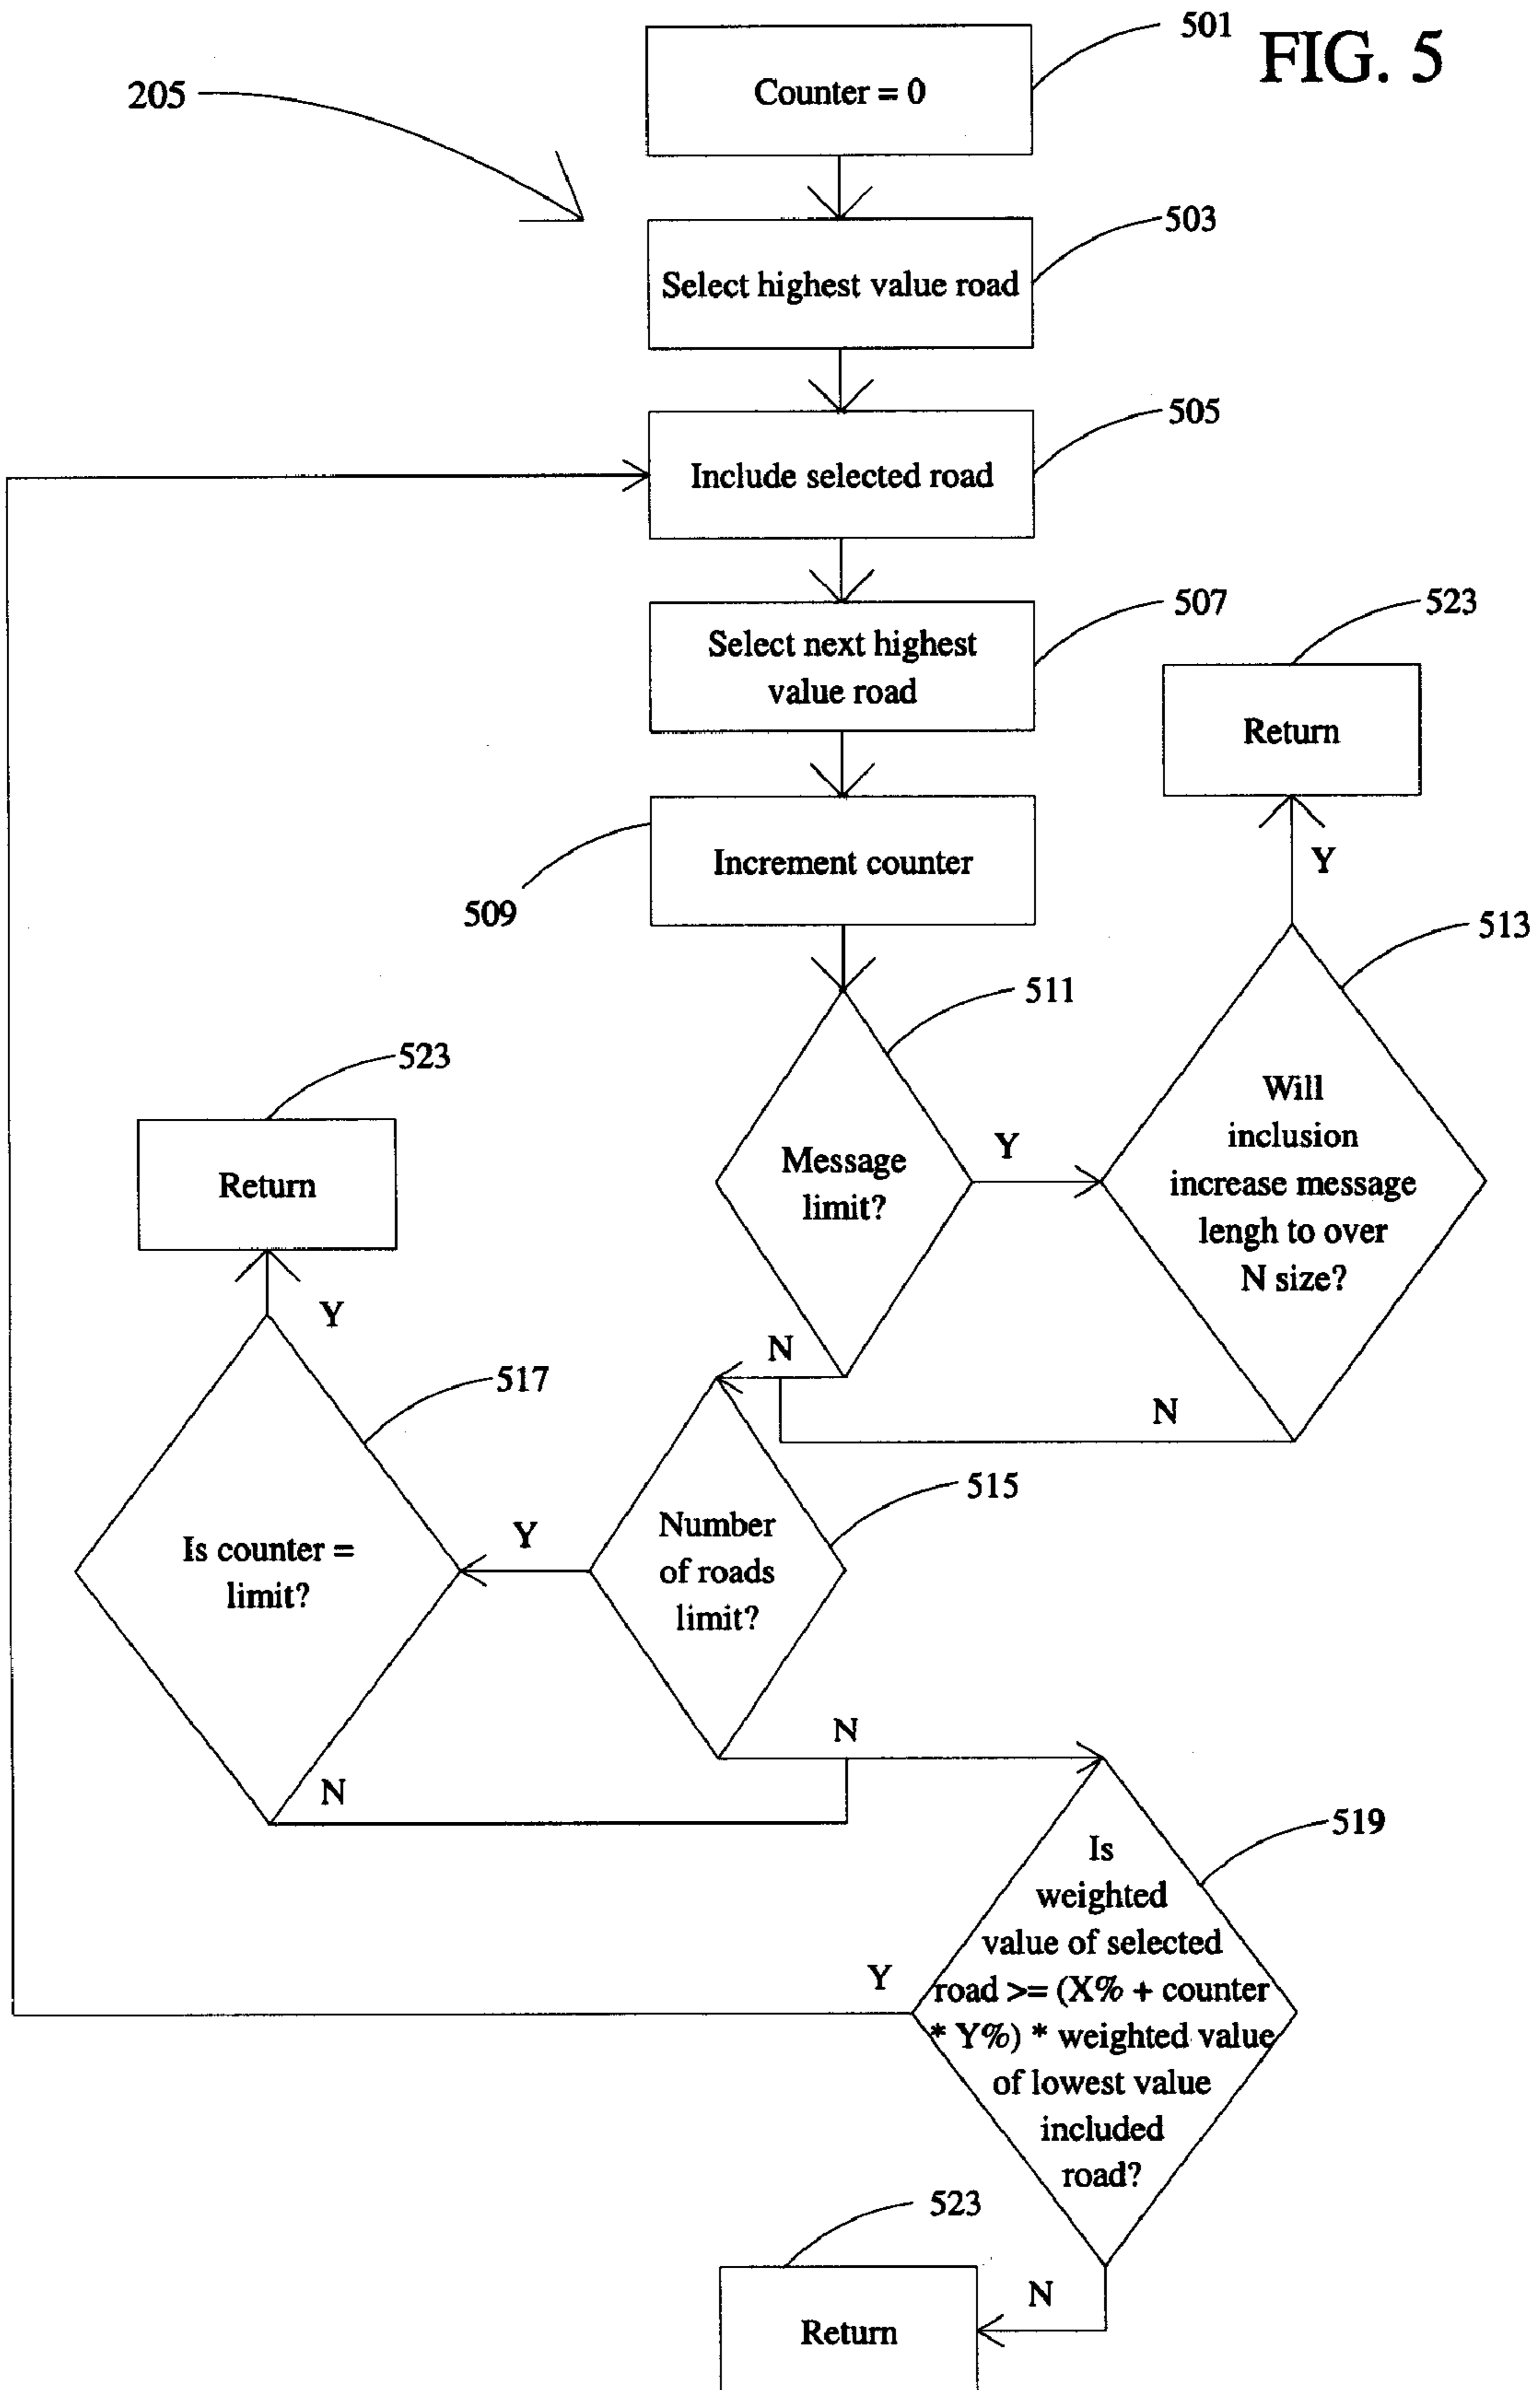 FIG. 5
205
501
Counter = 0
503
Select highest value road
505
Include selected road
507
Select next highest
value road
523
Return
509
Increment counter
Y
513
511
Message
limit?
Y
Will
inclusion
increase message
lengh to over
N size?
523
Return
Y
N
N
517
Is counter =
limit?
Y
515
Number
of roads
limit?
N
N
519
Is
weighted
value of selected
road >= (X% + counter
* Y%) * weighted value
of lowest value
included
road?
Y
523
Return
N